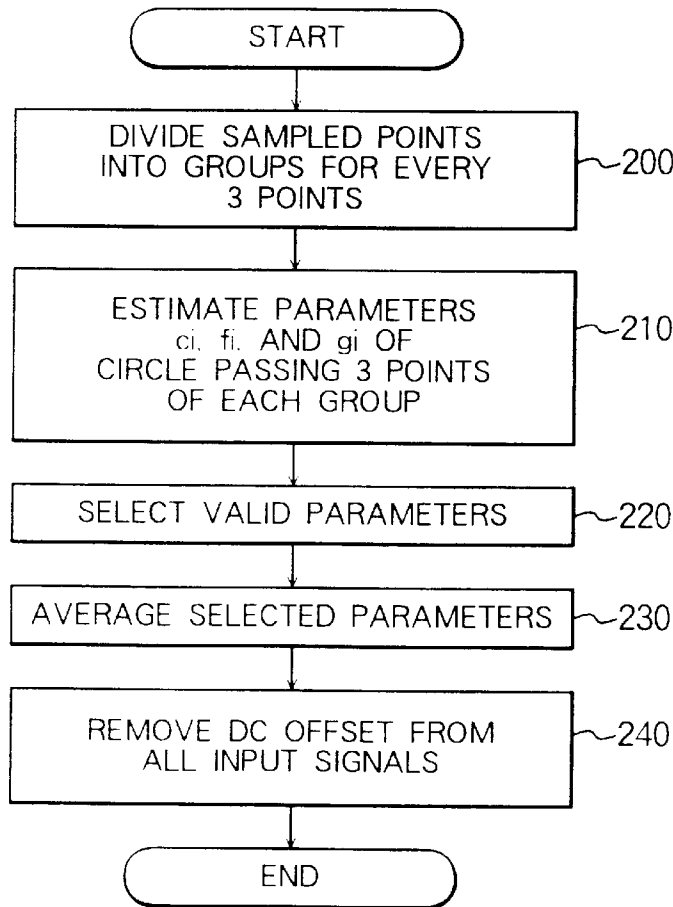 START
DIVIDE SAMPLED POINTS
INTO GROUPS FOR EVERY
3 POINTS
200
ESTIMATE PARAMETERS
ci. fi. AND gi OF
CIRCLE PASSING 3 POINTS
OF EACH GROUP
210
SELECT VALID PARAMETERS
220
AVERAGE SELECTED PARAMETERS
230
REMOVE DC OFFSET FROM
ALL INPUT SIGNALS
240
END